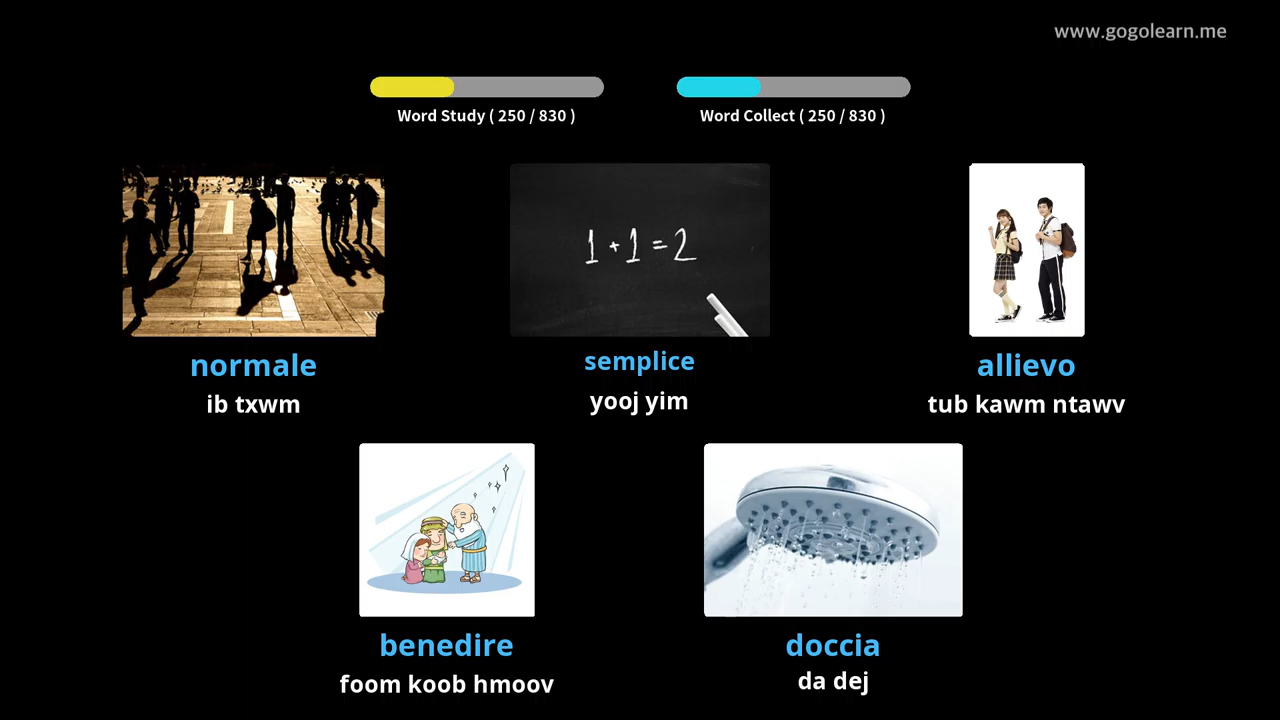 www.gogolearn.me
Word Study ( 250 / 830 )
Word Collect ( 250 / 830 )
1 + 1 = 2
normale
ib txwm
semplice
yooj yim
allievo
tub kawm ntawv
benedire
foom koob hmoov
doccia
da dej